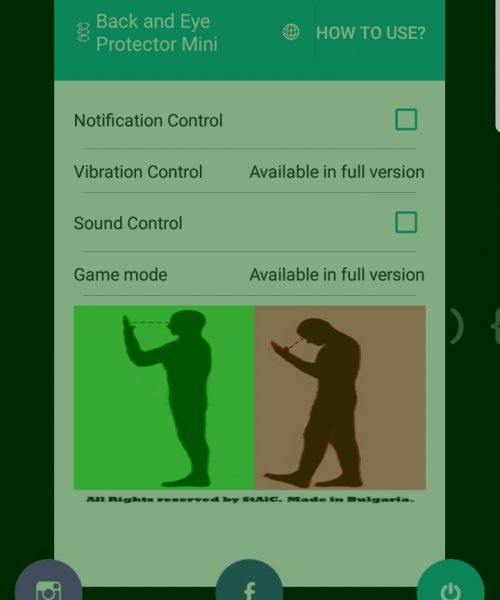 Back and Eye
Protector Mini
HOW TO USE?
Notification Control
Vibration Control Available in full version
Sound Control
Game mode Available in full version
All Rights reserved by StAlC. Made in Bulgaria.